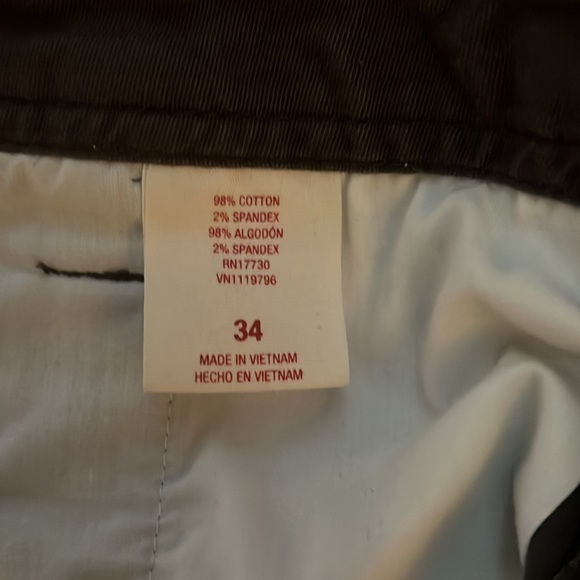 98% COTTON
2% SPANDEX
98% ALGODÓN
2% SPANDEX
RN17730
VN1119796
34
MADE IN VIETNAM
HECHO EN VIETNAM